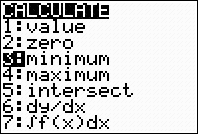 CALCULATE
1:value
2:zero
3:minimum
4:maximum
5:intersect
6:dy/dx
7:∫f(x)dx